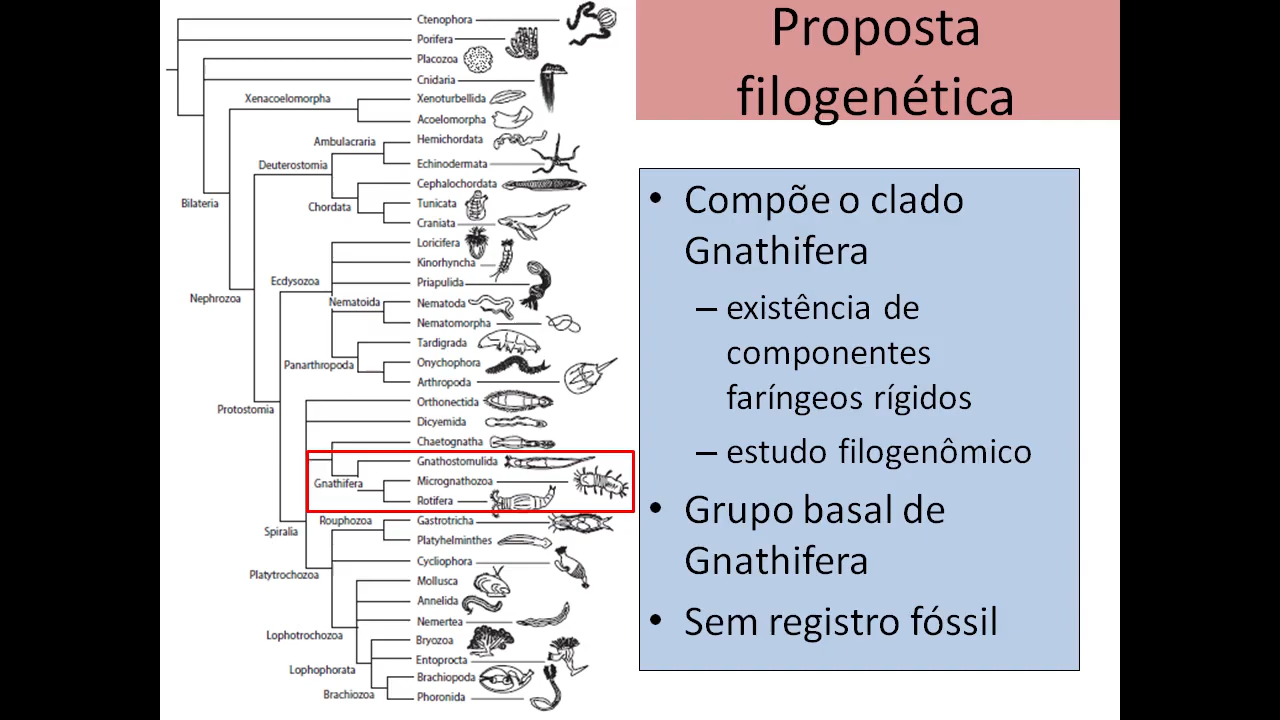 Proposta
filogenética
Ctenophora
Porifera
Placozoa
Cnidaria
Xenacoelomorpha
Xenoturbellida
Acoelomorpha
Ambulacraria
Hemichordata
Deuterostomia
Echinodermata
Cephalochordata
Bilateria
Chordata
Tunicata
Craniata
Loricifera
Kinorhyncha
Ecdysozoa
Priapulida
Nephrozoa
Nematoida
Nematoda
Nematomorpha
Tardigrada
Panarthropoda
Onychophora
Arthropoda
Protostomia
Orthonectida
Dicyemida
Chaetognatha
Gnathostomulida
Gnathifera
Micrognathozoa
Rotifera
Rouphozoa
Gastrotricha
Spiralia
Platyhelminthes
Cycliophora
Platytrochozoa
Mollusca
Annelida
Nemertea
Lophotrochozoa
Bryozoa
Entoprocta
Lophophorata
Brachiopoda
Brachiozoa
Phoronida
• Compõe o clado
Gnathifera
– existência de
componentes
faríngeos rígidos
– estudo filogenômico
• Grupo basal de
Gnathifera
• Sem registro fóssil